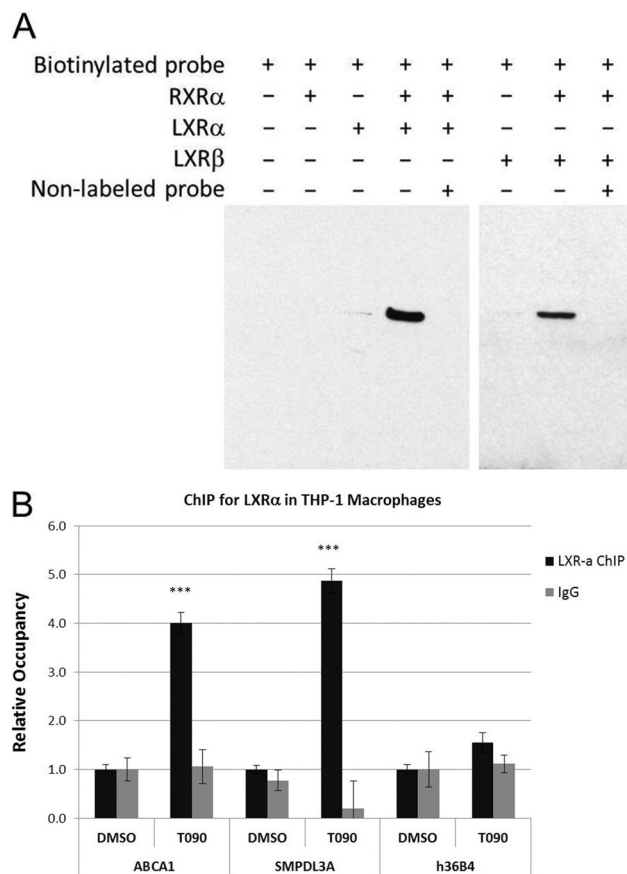 A
Biotinylated probe + + + + + + + +
RXRα − + − + + − + +
LXRα − − + + + − − −
LXRβ − − − − − + + +
Non-labeled probe − − − − + − − +
B
ChIP for LXRα in THP-1 Macrophages
6.0
5.0
4.0
3.0
2.0
1.0
0.0
Relative Occupancy
***
***
LXR-a ChIP
IgG
DMSO T090 DMSO T090 DMSO T090
ABCA1 SMPDL3A h36B4